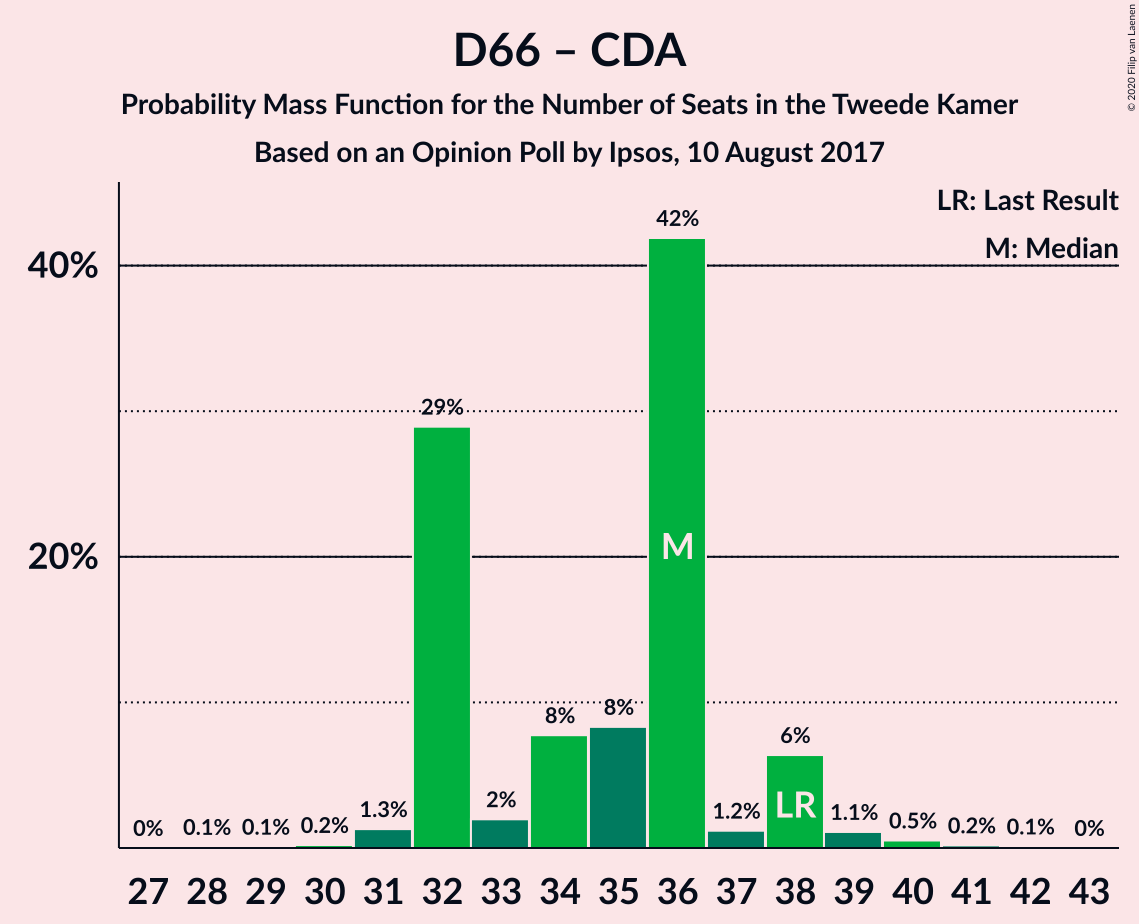 D66 – CDA
Probability Mass Function for the Number of Seats in the Tweede Kamer
Based on an Opinion Poll by Ipsos, 10 August 2017
© 2020 Filip van Laenen
LR: Last Result
M: Median
40%
20%
0%
0.1%
0.1%
0.2%
1.3%
29%
2%
8%
8%
42%
1.2%
6%
1.1%
0.5%
0.2%
0.1%
0%
M
LR
27 28 29 30 31 32 33 34 35 36 37 38 39 40 41 42 43